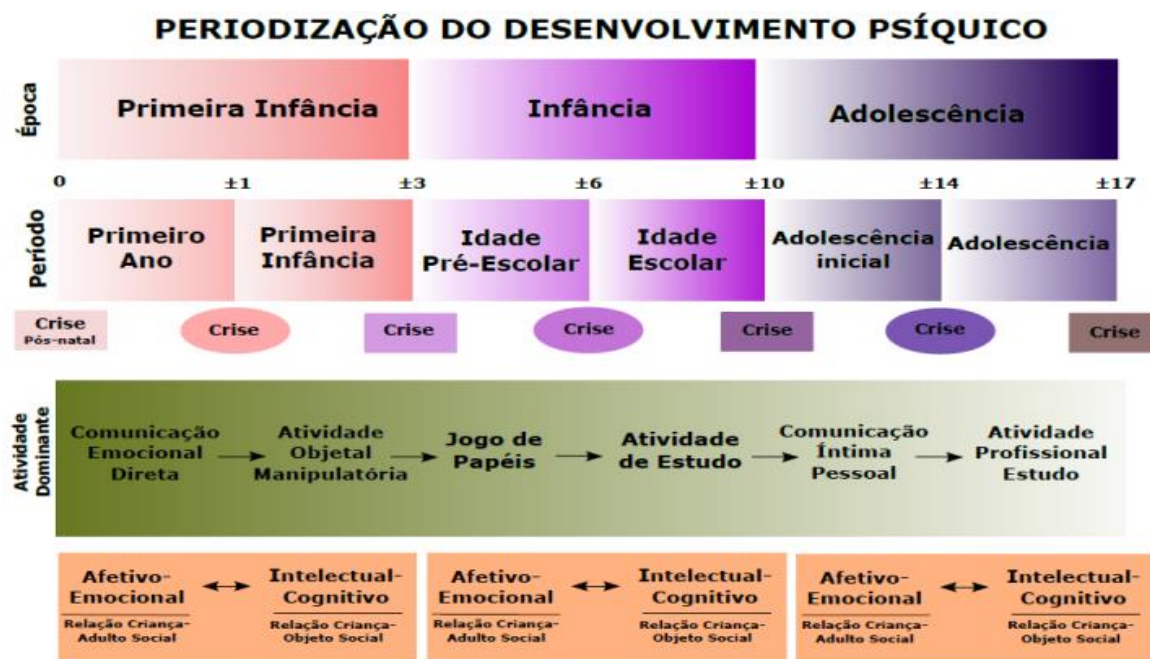 PERIODIZAÇÃO DO DESENVOLVIMENTO PSÍQUICO
Época
Primeira Infância
Infância
Adolescência
0 ±1 ±3 ±6 ±10 ±14 ±17
Período
Primeiro
Ano
Primeira
Infância
Idade
Pré-Escolar
Idade
Escolar
Adolescência
inicial
Adolescência
Crise
Pós-natal
Crise
Crise
Crise
Crise
Crise
Crise
Atividade
Dominante
Comunicação
Emocional
Direta
Atividade
Objetal
Manipulatória
Jogo de
Papéis
Atividade
de Estudo
Comunicação
Íntima
Pessoal
Atividade
Profissional
Estudo
Afetivo-
Emocional
Relação Criança-
Adulto Social
Intelectual-
Cognitivo
Relação Criança-
Objeto Social
Afetivo-
Emocional
Relação Criança-
Adulto Social
Intelectual-
Cognitivo
Relação Criança-
Objeto Social
Afetivo-
Emocional
Relação Criança-
Adulto Social
Intelectual-
Cognitivo
Relação Criança-
Objeto Social